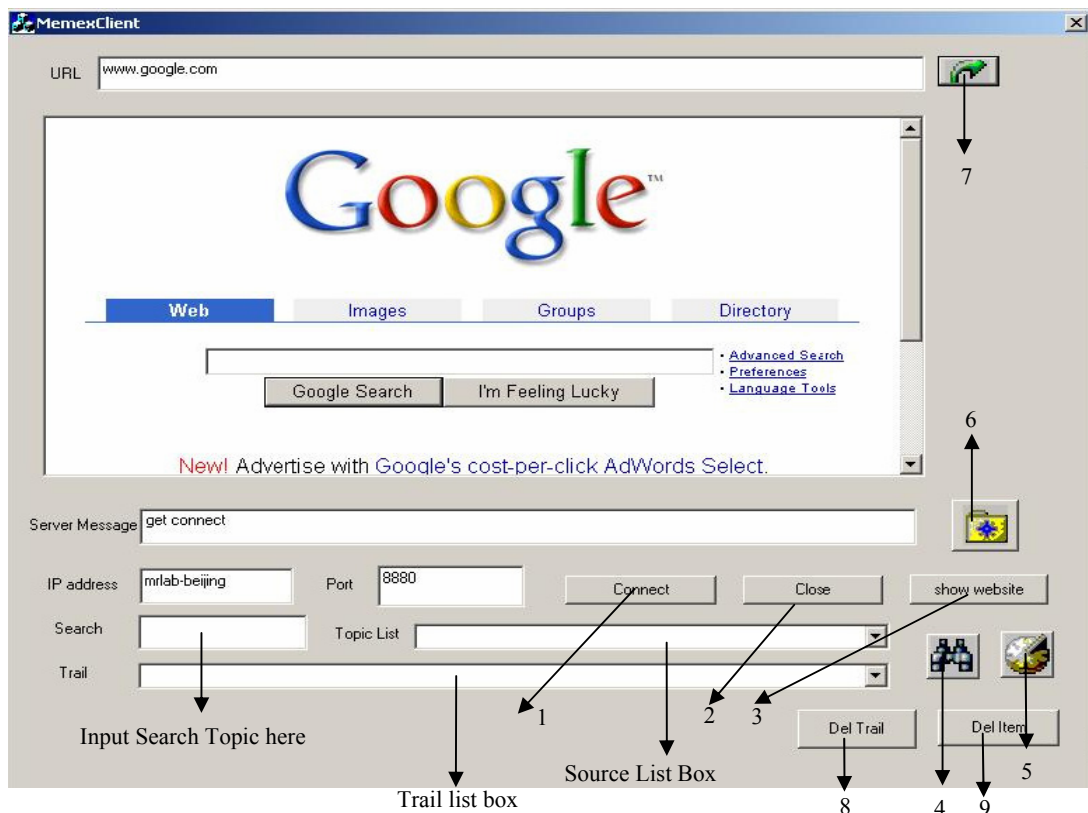 MemexClient
URL www.google.com
7
Google™
Web Images Groups Directory
• Advanced Search
• Preferences
• Language Tools
Google Search I'm Feeling Lucky
6
New! Advertise with Google's cost-per-click AdWords Select.
Server Message get connect
IP address mrlab-beijing Port 8880 Connect Close show website
Search Topic List
Trail
1 2 3
Input Search Topic here
Del Trail Del Item
Source List Box 5
Trail list box 8 4 9